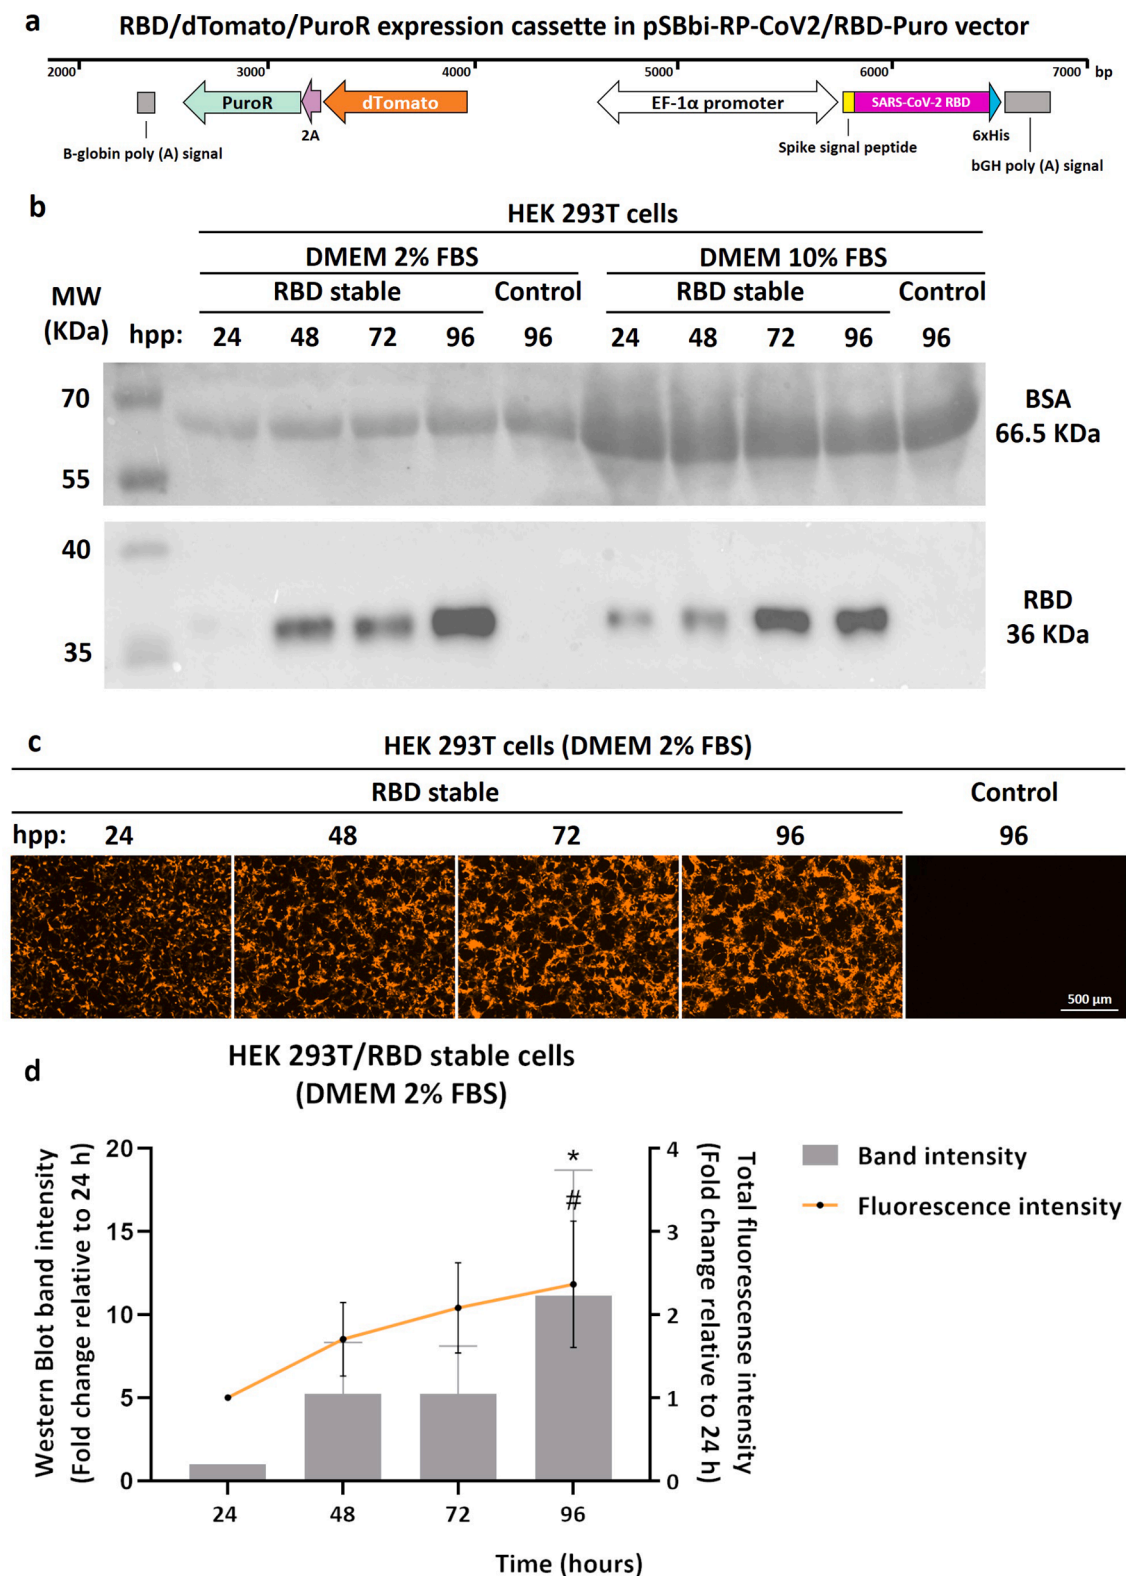 a
RBD/dTomato/PuroR expression cassette in pSBbi-RP-CoV2/RBD-Puro vector
2000 3000 4000 5000 6000 7000 bp
PuroR dTomato EF-1α promoter SARS-CoV-2 RBD
2A 6xHis
B-globin poly (A) signal Spike signal peptide bGH poly (A) signal
b
HEK 293T cells
DMEM 2% FBS DMEM 10% FBS
MW (KDa) RBD stable Control RBD stable Control
hpp: 24 48 72 96 96 24 48 72 96 96
70
55
BSA
66.5 KDa
40
35
RBD
36 KDa
c
HEK 293T cells (DMEM 2% FBS)
RBD stable Control
hpp: 24 48 72 96 96
500 µm
d
HEK 293T/RBD stable cells
(DMEM 2% FBS)
Western Blot band intensity
(Fold change relative to 24 h)
20
15
10
5
0
*
#
4
3
2
1
0
Total fluorescense intensity
(Fold change relative to 24 h)
Band intensity
Fluorescence intensity
24 48 72 96
Time (hours)